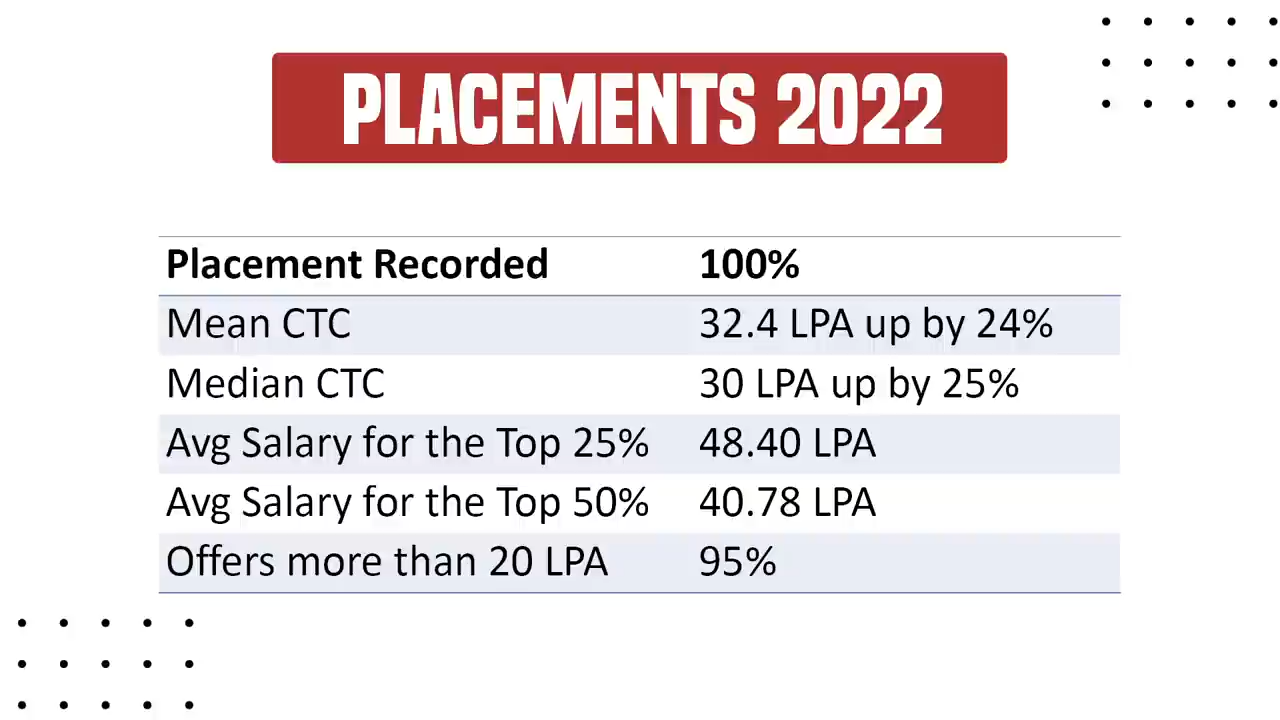 PLACEMENTS 2022
Placement Recorded 100%
Mean CTC 32.4 LPA up by 24%
Median CTC 30 LPA up by 25%
Avg Salary for the Top 25% 48.40 LPA
Avg Salary for the Top 50% 40.78 LPA
Offers more than 20 LPA 95%